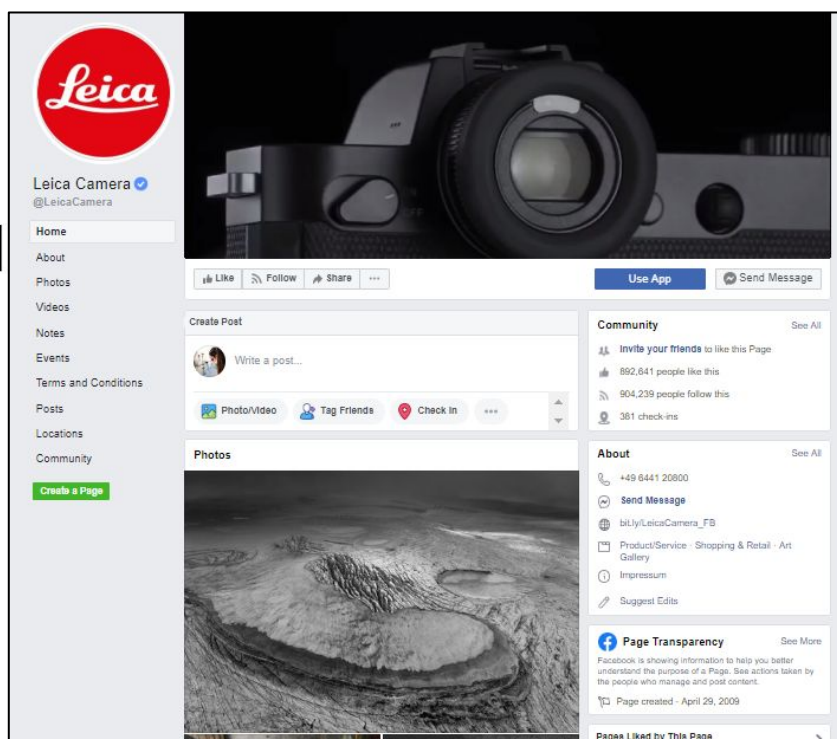 Leica
Leica Camera
@LeicaCamera
Home
About
Photos
Videos
Notes
Events
Terms and Conditions
Posts
Locations
Community
Create a Page
Like
Follow
Share
Use App
Send Message
Create Post
Write a post...
Photo/Video
Tag Friends
Check in
Photos
Community
See All
Invite your friends to like this Page
892,641 people like this
904,239 people follow this
381 check-ins
About
See All
+49 6441 20800
Send Message
bit.ly/LeicaCamera_FB
Product/Service · Shopping & Retail · Art
Gallery
Impressum
Suggest Edits
Page Transparency
See More
Facebook is showing information to help you better
understand the purpose of a Page. See actions taken by
the people who manage and post content.
Page created - April 29, 2009
Pages Liked by This Page